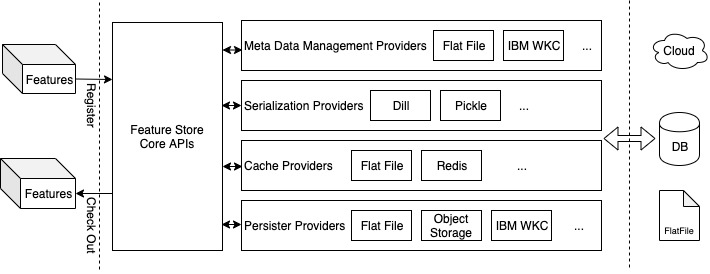 Features
Register
Features
Check Out
Feature Store
Core APIs
Meta Data Management Providers
Flat File
IBM WKC
...
Serialization Providers
Dill
Pickle
...
Cache Providers
Flat File
Redis
...
Persister Providers
Flat File
Object
Storage
IBM WKC
...
Cloud
DB
FlatFile